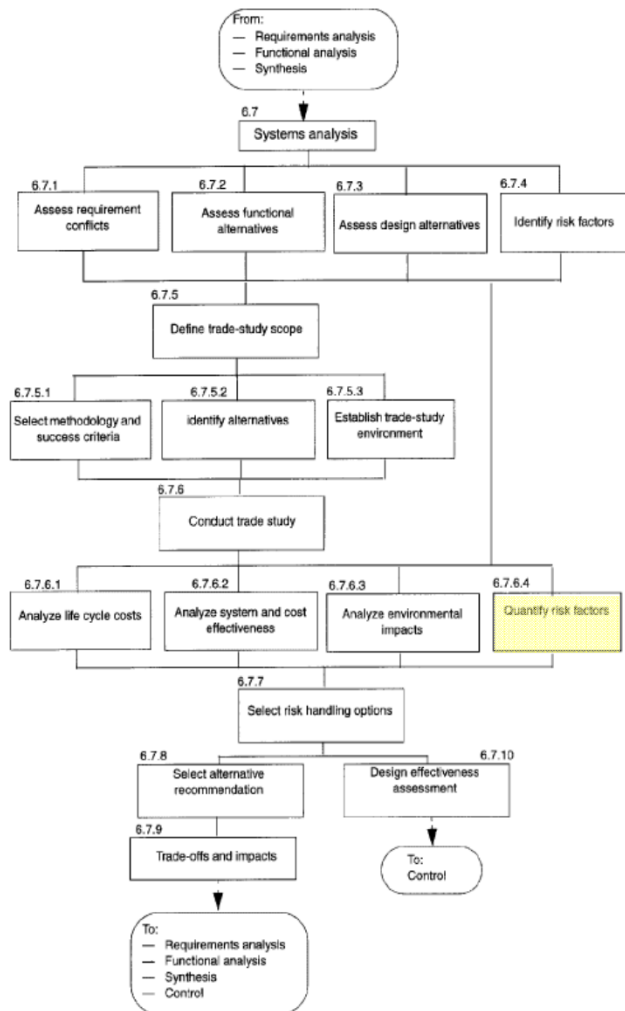 From:
— Requirements analysis
— Functional analysis
— Synthesis
6.7
Systems analysis
6.7.1
Assess requirement
conflicts
6.7.2
Assess functional
alternatives
6.7.3
Assess design alternatives
6.7.4
Identify risk factors
6.7.5
Define trade-study scope
6.7.5.1
Select methodology and
success criteria
6.7.5.2
Identify alternatives
6.7.5.3
Establish trade-study
environment
6.7.6
Conduct trade study
6.7.6.1
Analyze life cycle costs
6.7.6.2
Analyze system and cost
effectiveness
6.7.6.3
Analyze environmental
impacts
6.7.6.4
Quantify risk factors
6.7.7
Select risk handling options
6.7.8
Select alternative
recommendation
6.7.10
Design effectiveness
assessment
6.7.9
Trade-offs and impacts
To:
Control
To:
— Requirements analysis
— Functional analysis
— Synthesis
— Control